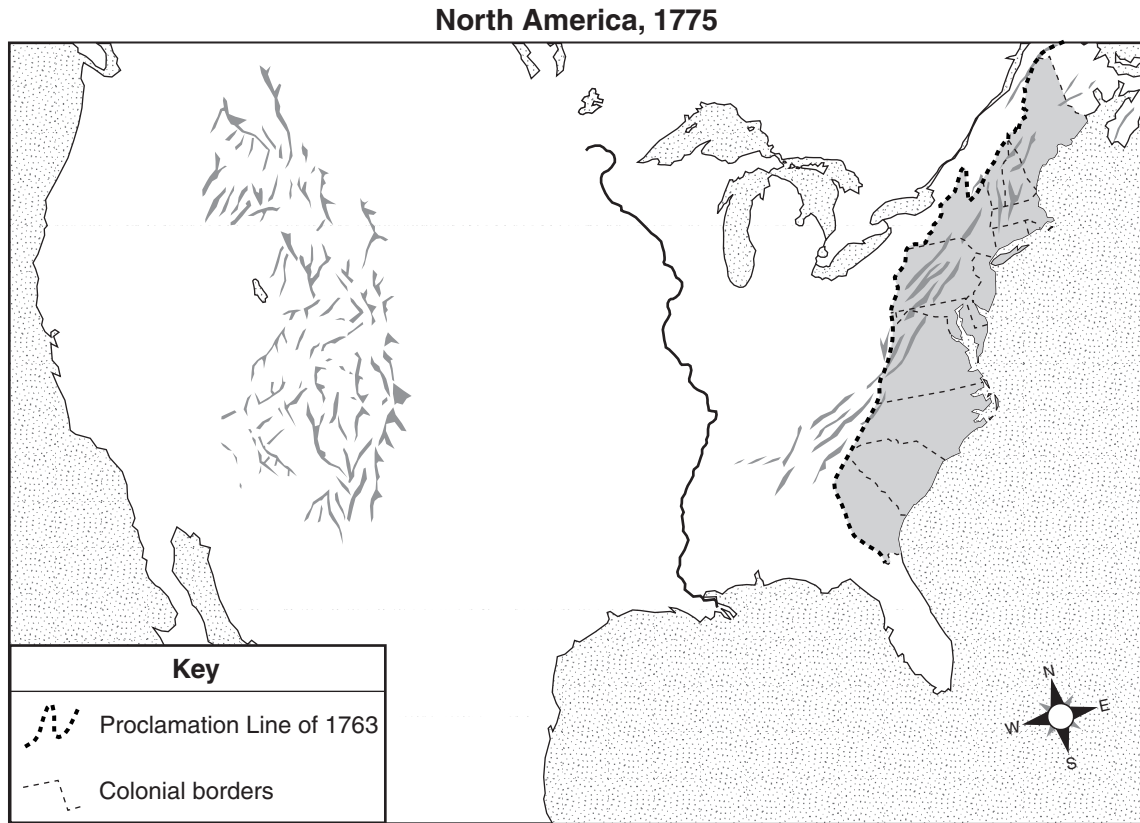 North America, 1775
Key
Proclamation Line of 1763
Colonial borders
N
W
E
S